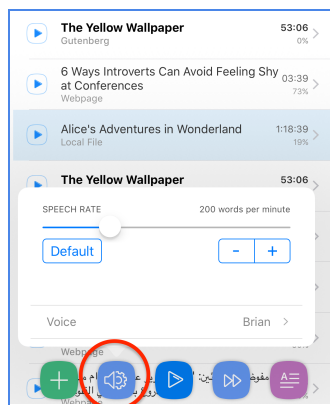 The Yellow Wallpaper
53:06
Gutenberg
0%
6 Ways Introverts Can Avoid Feeling Shy
at Conferences
03:39
Webpage
73%
Alice's Adventures in Wonderland
1:18:39
Local File
19%
The Yellow Wallpaper
53:06
SPEECH RATE
200 words per minute
Default
-
+
Voice
Brian
Webpage
A
Webpage